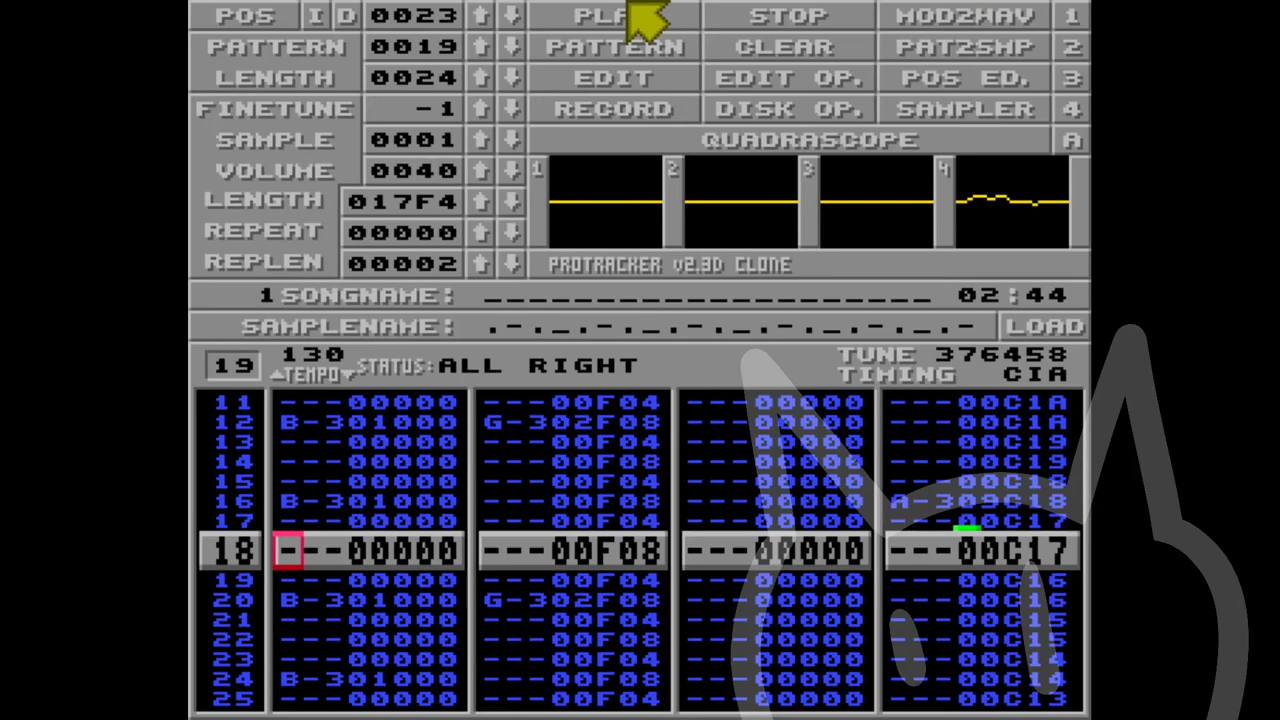 POS I D 0023 PLA STOP MOD2WAV 1
PATTERN 0019 PATTERN CLEAR PAT2SMP 2
LENGTH 0024 EDIT EDIT OP. POS ED. 3
FINETUNE -1 RECORD DISK OP. SAMPLER 4
SAMPLE 0001 QUADRASCOPE A
VOLUME 0040 1 2 3 4
LENGTH 017F4
REPEAT 00000
REPLEN 00002 PROTRACKER V2.3D CLONE
1 SONGNAME: _____________________ 02:44
SAMPLENAME: .-._.-._.-._.-._.-._.- LOAD
19 130 TEMPO STATUS: ALL RIGHT TUNE 376458
TIMING CIA
11 ---00000 ---00F04 ---00000 ---00C1A
12 B-301000 G-302F08 ---00000 ---00C1A
13 ---00000 ---00F04 ---00000 ---00C19
14 ---00000 ---00F08 ---00000 ---00C19
15 ---00000 ---00F04 ---00000 ---00C18
16 B-301000 ---00F08 ---00000 A-309C18
17 ---00000 ---00F04 ---00000 ---00C17
18 ---00000 ---00F08 ---00000 ---00C17
19 ---00000 ---00F04 ---00000 ---00C16
20 B-301000 G-302F08 ---00000 ---00C16
21 ---00000 ---00F04 ---00000 ---00C15
22 ---00000 ---00F08 ---00000 ---00C15
23 ---00000 ---00F04 ---00000 ---00C14
24 B-301000 ---00F08 ---00000 ---00C14
25 ---00000 ---00F04 ---00000 ---00C13